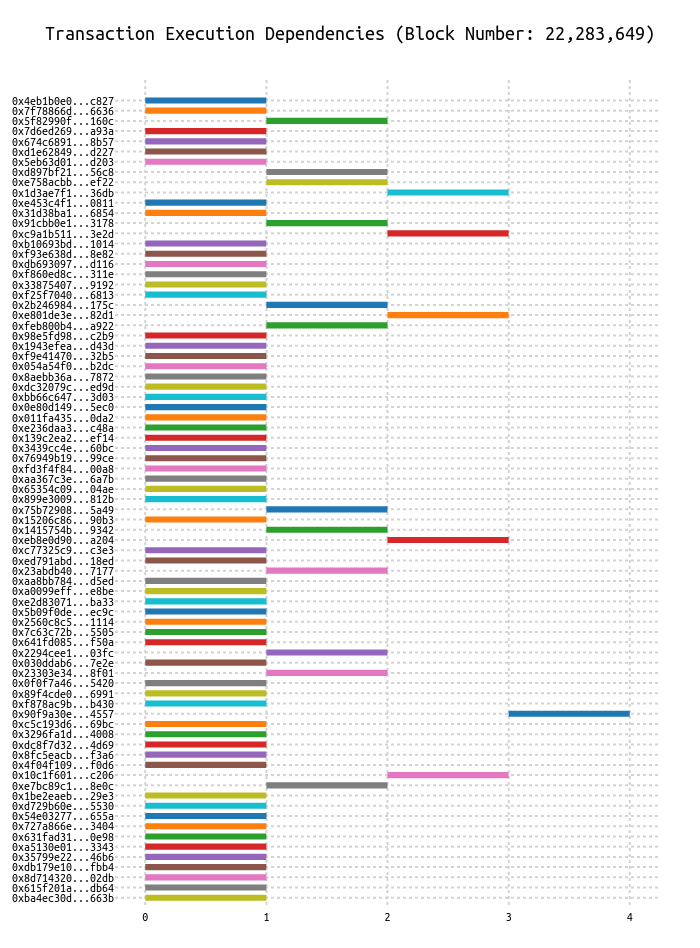 Transaction Execution Dependencies (Block Number: 22,283,649)
0x4eb1b0e0...c827
0x7f78866d...6636
0x5f82990f...160c
0x7d6ed269...a93a
0x674c6891...8b57
0xd1e62849...d227
0x5eb63d01...d203
0xd897bf21...56c8
0xe758acbb...ef22
0x1d3ae7f1...36db
0xe453c4f1...0811
0x31d38ba1...6854
0x91cbb0e1...3178
0xc9a1b511...3e2d
0xb10693bd...1014
0xf93e638d...8e82
0xdb693097...d116
0xf860ed8c...311e
0x33875407...9192
0xf25f7040...6813
0x2b246984...175c
0xe801de3e...82d1
0xfeb800b4...a922
0x98e5fd98...c2b9
0x1943efea...d43d
0xf9e41470...32b5
0x054a54f0...b2dc
0x8aebb36a...7872
0xdc32079c...ed9d
0xbb66c647...3d03
0x0e80d149...5ec0
0x011fa435...0da2
0xe236daa3...c48a
0x139c2ea2...ef14
0x3439cc4e...60bc
0x76949b19...99ce
0xfd3f4f84...00a8
0xaa367c3e...6a7b
0x65354c09...04ae
0x899e3009...812b
0x75b72908...5a49
0x15206c86...90b3
0x1415754b...9342
0xeb8e0d90...a204
0xc77325c9...c3e3
0xed791abd...18ed
0x23abdb40...7177
0xaa8bb784...d5ed
0xa0099eff...e8be
0xe2d83071...ba33
0x5b09f0de...ec9c
0x2560c8c5...1114
0x7c63c72b...5505
0x641fd085...f50a
0x2294cee1...03fc
0x030ddab6...7e2e
0x23303e34...8f01
0x0f0f7a46...5420
0x89f4cde0...6991
0xf878ac9b...b430
0x90f9a30e...4557
0xc5c193d6...69bc
0x3296fa1d...4008
0xdc8f7d32...4d69
0x8fc5eacb...f3a6
0x4f04f109...f0d6
0x10c1f601...c206
0xe7bc89c1...8e0c
0x1be2eaeb...29e3
0xd729b60e...5530
0x54e03277...655a
0x727a866e...3404
0x631fad31...0e98
0xa5130e01...3343
0x35799e22...46b6
0xdb179e10...fbb4
0x8d714320...02db
0x615f201a...db64
0xba4ec30d...663b
0 1 2 3 4